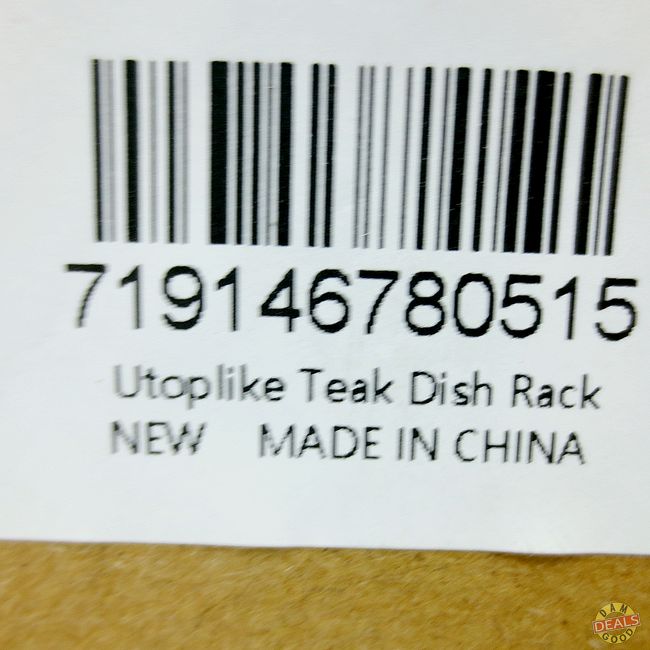 719146780515
Utoplike Teak Dish Rack
NEW MADE IN CHINA
DAM
DEALS
GOOD